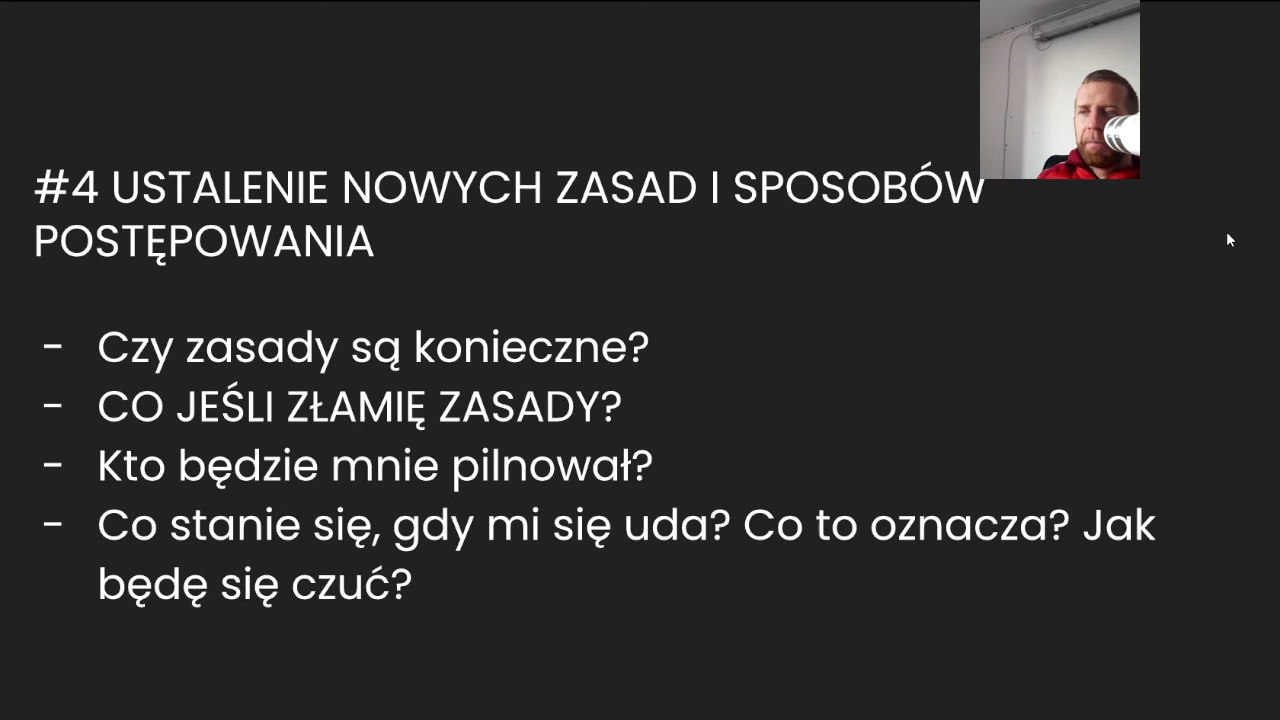 #4 USTALENIE NOWYCH ZASAD I SPOSOBÓW
POSTĘPOWANIA
- Czy zasady są konieczne?
- CO JEŚLI ZŁAMIĘ ZASADY?
- Kto będzie mnie pilnował?
- Co stanie się, gdy mi się uda? Co to oznacza? Jak
będę się czuć?